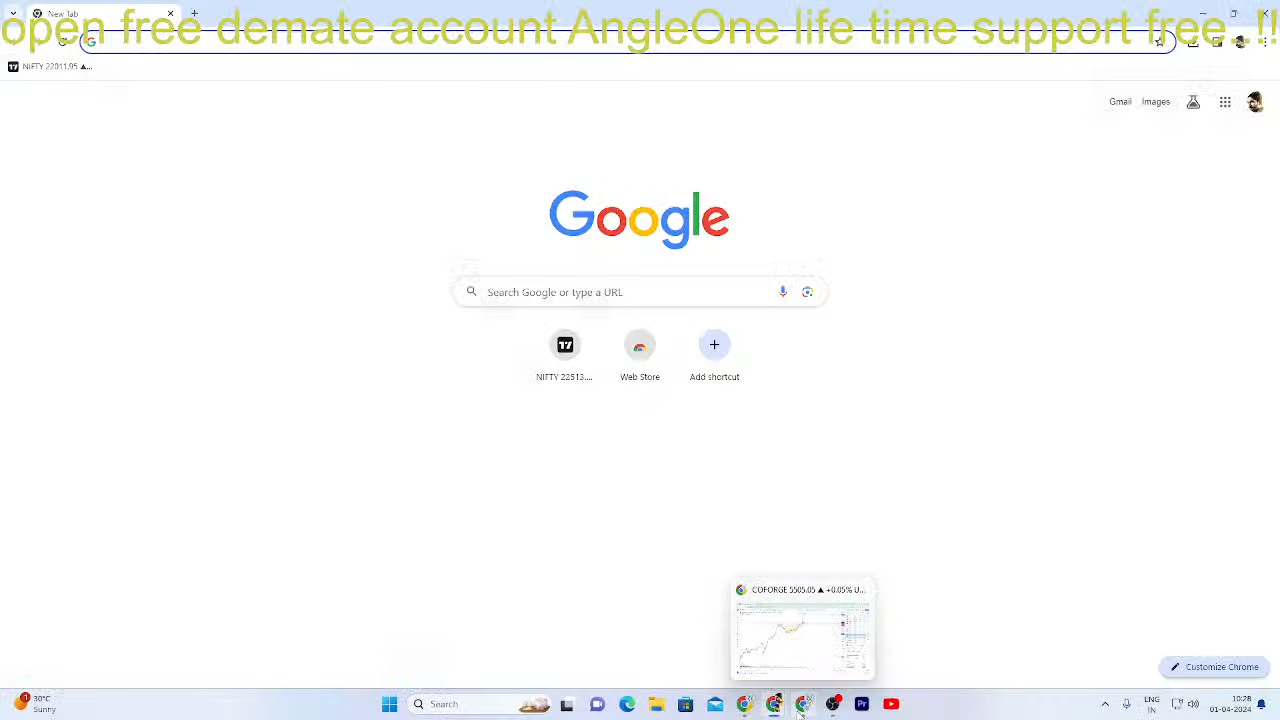 New Tab
open free demate account AngleOne life time support free..!!
NIFTY 22011.95 ▲...
Gmail Images
Google
Search Google or type a URL
NIFTY 22513....
Web Store
Add shortcut
COFORGE 5505.05 ▲ +0.05% U...
Customize Chrome
30°
Sunny
Search
ENG
IN
10:28
01-04-2024